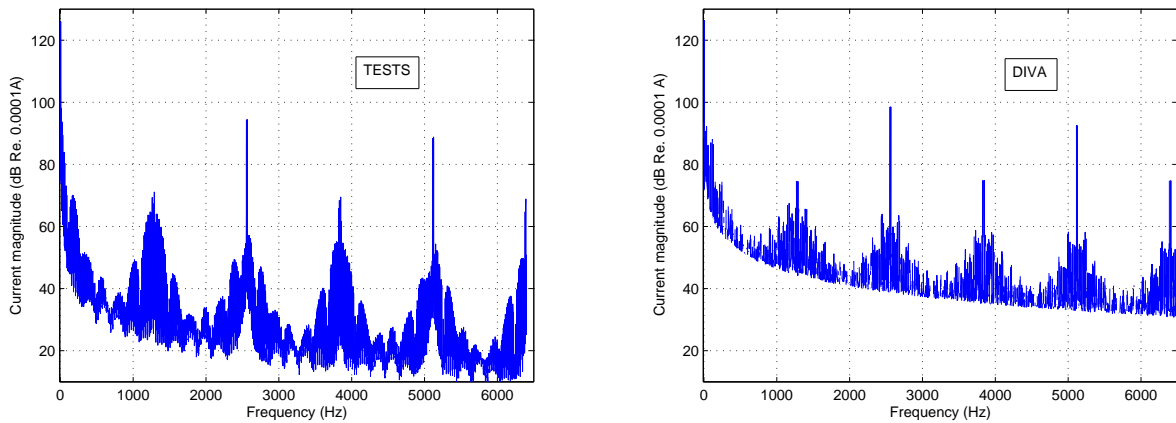 TESTS
120
100
80
60
40
20
Current magnitude (dB Re. 0.0001A)
0 1000 2000 3000 4000 5000 6000
Frequency (Hz)
DIVA
120
100
80
60
40
20
Current magnitude (dB Re. 0.0001 A)
0 1000 2000 3000 4000 5000 6000
Frequency (Hz)